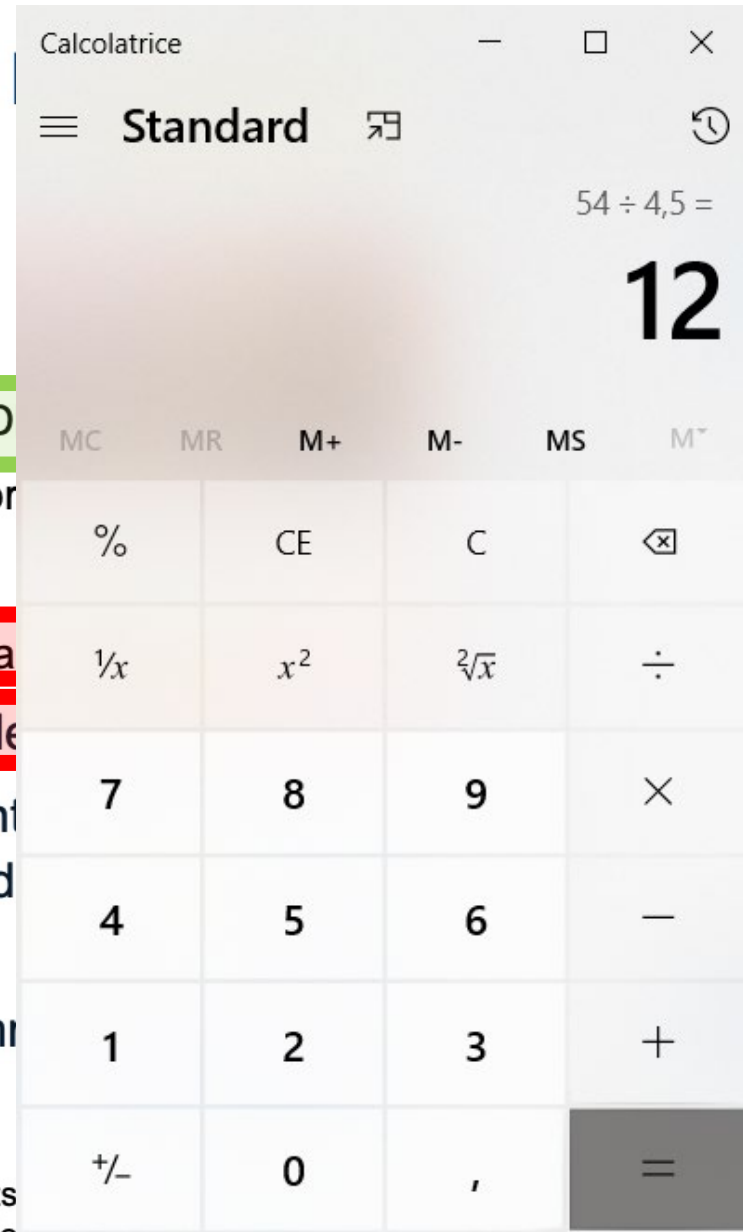 Calcolatrice
Standard
54 ÷ 4,5 =
12
MC MR M+ M- MS M
% CE C
¹/x x² ²√x ÷
7 8 9 ×
4 5 6 −
1 2 3 +
+/− 0 , =